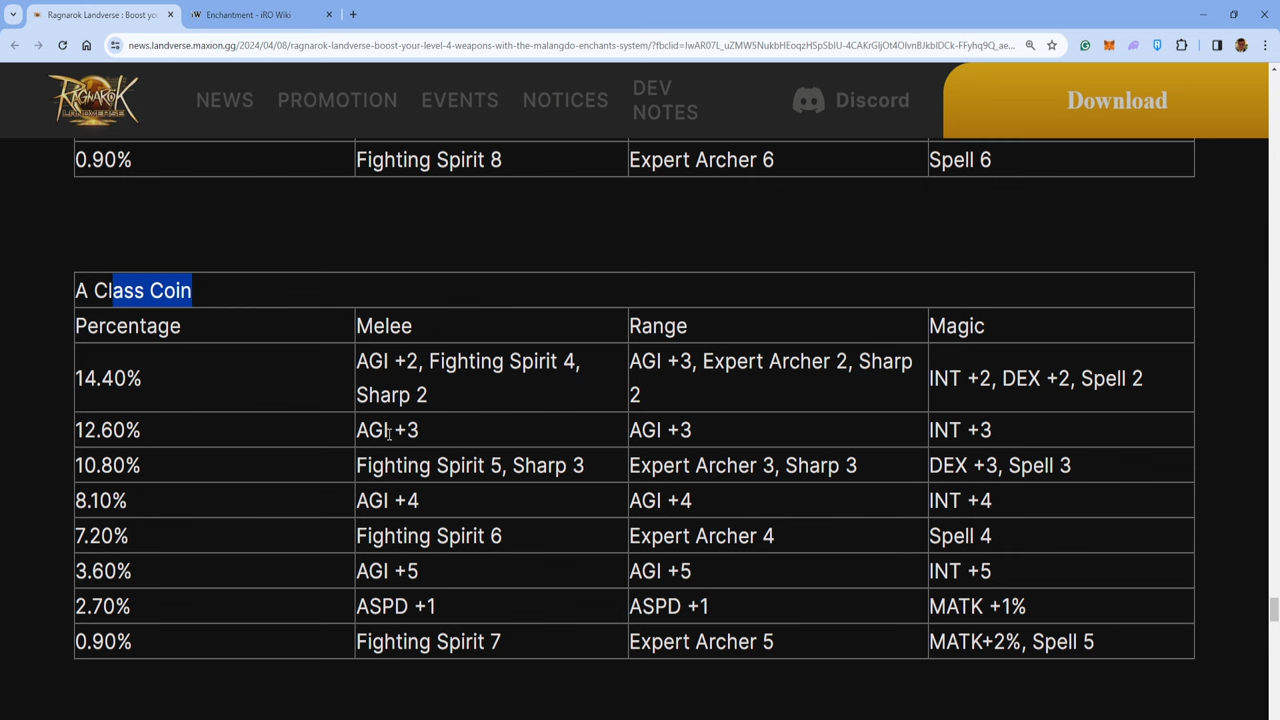 Ragnarok Landverse : Boost yo
Enchantment - iRO Wiki
news.landverse.maxion.gg/2024/04/08/ragnarok-landverse-boost-your-level-4-weapons-with-the-malangdo-enchants-system/?fbclid=
RAGNAROK
LANDVERSE
NEWS
PROMOTION
EVENTS
NOTICES
DEV
NOTES
Discord
Download
0.90% Fighting Spirit 8 Expert Archer 6 Spell 6
A Class Coin
Percentage Melee Range Magic
14.40% AGI +2, Fighting Spirit 4, Sharp 2 AGI +3, Expert Archer 2, Sharp 2 INT +2, DEX +2, Spell 2
12.60% AGI +3 AGI +3 INT +3
10.80% Fighting Spirit 5, Sharp 3 Expert Archer 3, Sharp 3 DEX +3, Spell 3
8.10% AGI +4 AGI +4 INT +4
7.20% Fighting Spirit 6 Expert Archer 4 Spell 4
3.60% AGI +5 AGI +5 INT +5
2.70% ASPD +1 ASPD +1 MATK +1%
0.90% Fighting Spirit 7 Expert Archer 5 MATK+2%, Spell 5